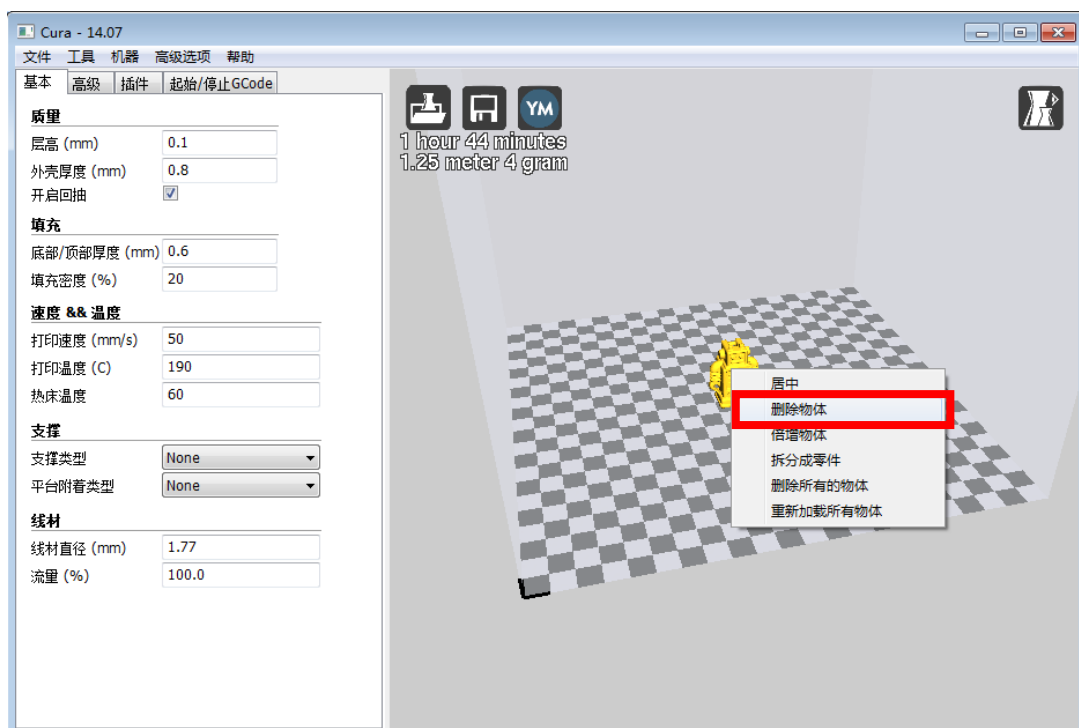 Cura - 14.07
文件 工具 机器 高级选项 帮助
基本 高级 插件 起始/停止GCode
质量
层高 (mm) 0.1
外壳厚度 (mm) 0.8
开启回抽
填充
底部/顶部厚度 (mm) 0.6
填充密度 (%) 20
速度 && 温度
打印速度 (mm/s) 50
打印温度 (C) 190
热床温度 60
支撑
支撑类型 None
平台附着类型 None
线材
线材直径 (mm) 1.77
流量 (%) 100.0
YM
1 hour 44 minutes
1.25 meter 4 gram
居中
删除物体
倍增物体
拆分成零件
删除所有的物体
重新加载所有物体